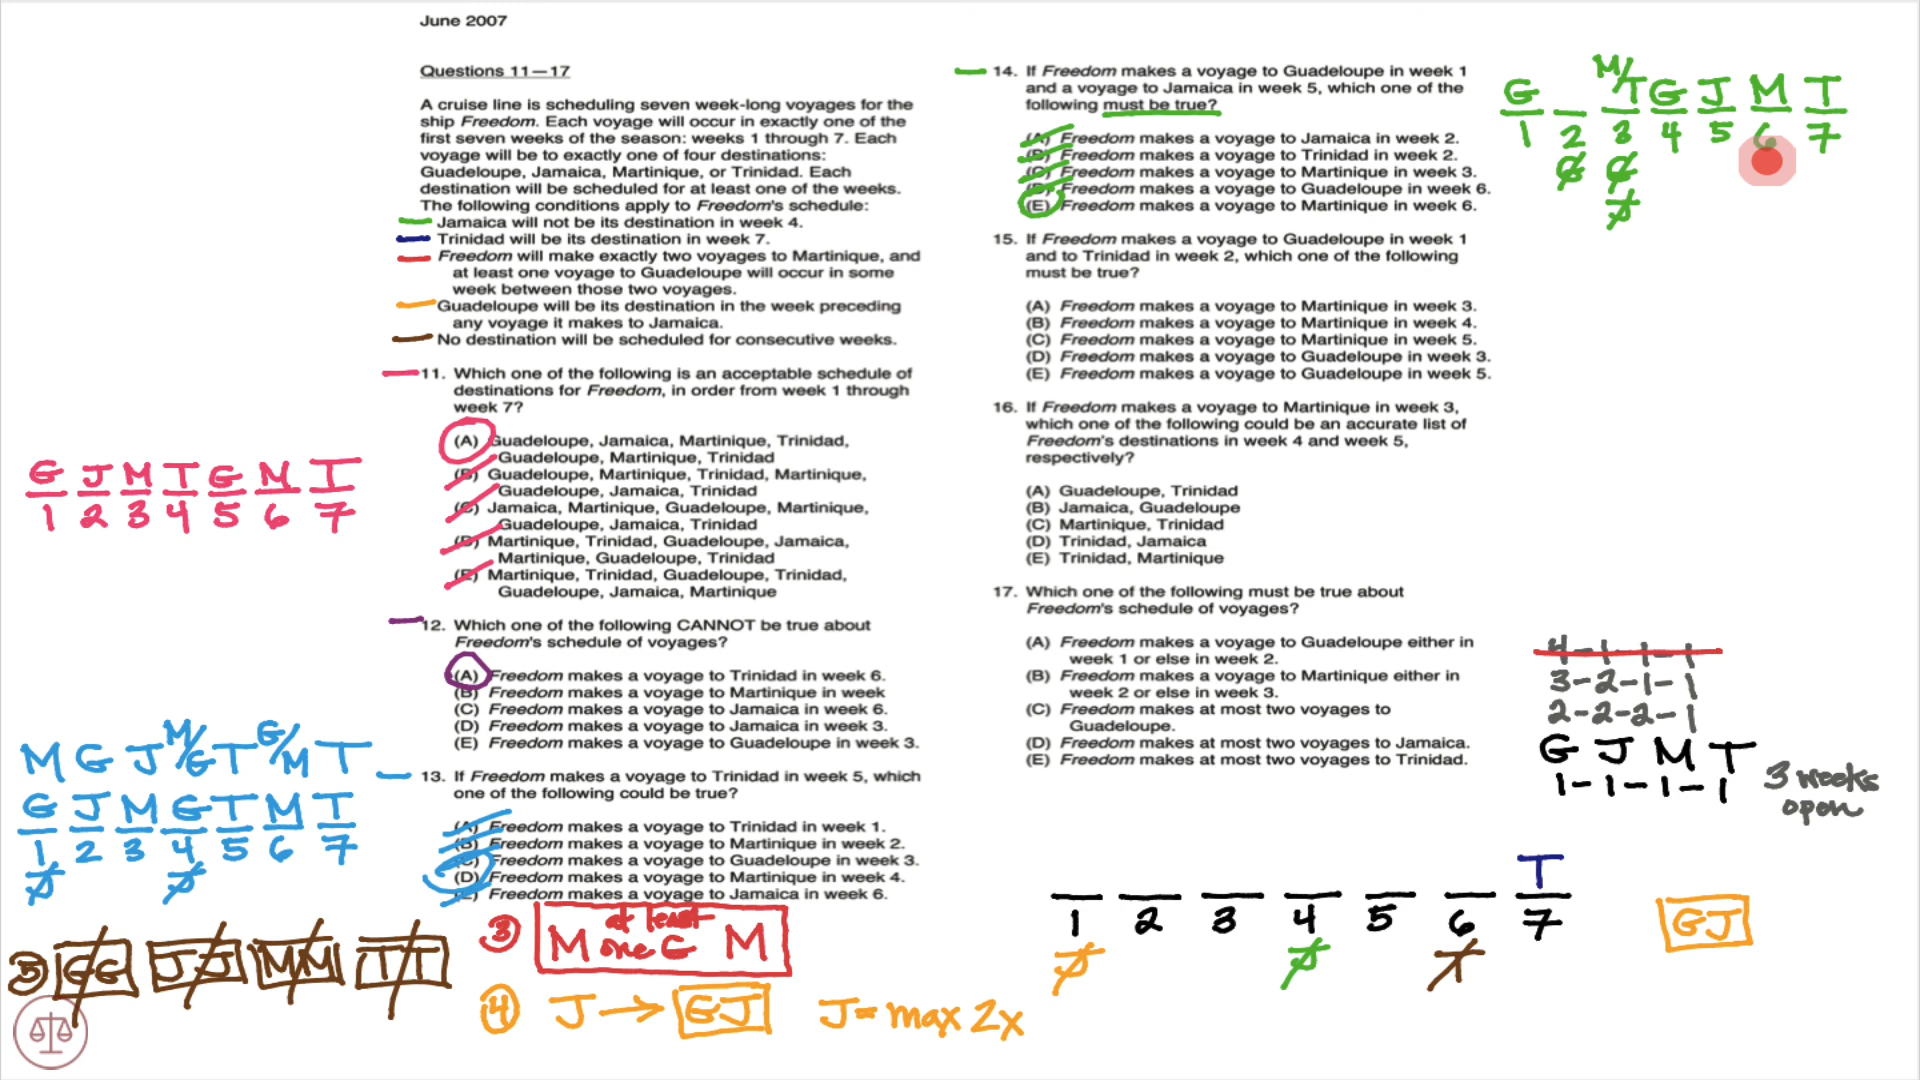 June 2007
Questions 11—17
A cruise line is scheduling seven week-long voyages for the
ship Freedom. Each voyage will occur in exactly one of the
first seven weeks of the season: weeks 1 through 7. Each
voyage will be to exactly one of four destinations:
Guadeloupe, Jamaica, Martinique, or Trinidad. Each
destination will be scheduled for at least one of the weeks.
The following conditions apply to Freedom's schedule:
Jamaica will not be its destination in week 4.
Trinidad will be its destination in week 7.
Freedom will make exactly two voyages to Martinique, and
at least one voyage to Guadeloupe will occur in some
week between those two voyages.
Guadeloupe will be its destination in the week preceding
any voyage it makes to Jamaica.
No destination will be scheduled for consecutive weeks.
11. Which one of the following is an acceptable schedule of
destinations for Freedom, in order from week 1 through
week 7?
(A) Guadeloupe, Jamaica, Martinique, Trinidad,
Guadeloupe, Martinique, Trinidad
(B) Guadeloupe, Martinique, Trinidad, Martinique,
Guadeloupe, Jamaica, Trinidad
(C) Jamaica, Martinique, Guadeloupe, Martinique,
Guadeloupe, Jamaica, Trinidad
(D) Martinique, Trinidad, Guadeloupe, Jamaica,
Martinique, Guadeloupe, Trinidad
(E) Martinique, Trinidad, Guadeloupe, Trinidad,
Guadeloupe, Jamaica, Martinique
G J M T G M T
1 2 3 4 5 6 7
12. Which one of the following CANNOT be true about
Freedom's schedule of voyages?
(A) Freedom makes a voyage to Trinidad in week 6.
(B) Freedom makes a voyage to Martinique in week
(C) Freedom makes a voyage to Jamaica in week 6.
(D) Freedom makes a voyage to Jamaica in week 3.
(E) Freedom makes a voyage to Guadeloupe in week 3.
13. If Freedom makes a voyage to Trinidad in week 5, which
one of the following could be true?
(A) Freedom makes a voyage to Trinidad in week 1.
(B) Freedom makes a voyage to Martinique in week 2.
(C) Freedom makes a voyage to Guadeloupe in week 3.
(D) Freedom makes a voyage to Martinique in week 4.
(E) Freedom makes a voyage to Jamaica in week 6.
M G J M/G T G/M T
G J M G T M T
1 2 3 4 5 6 7
J J
5 GG JJ MM TT
3 M at least one G M
4 J → GJ J = max 2x
14. If Freedom makes a voyage to Guadeloupe in week 1
and a voyage to Jamaica in week 5, which one of the
following must be true?
(A) Freedom makes a voyage to Jamaica in week 2.
(B) Freedom makes a voyage to Trinidad in week 2.
(C) Freedom makes a voyage to Martinique in week 3.
(D) Freedom makes a voyage to Guadeloupe in week 6.
(E) Freedom makes a voyage to Martinique in week 6.
G M/T G J M T
1 2 3 4 5 6 7
G G
J
15. If Freedom makes a voyage to Guadeloupe in week 1
and to Trinidad in week 2, which one of the following
must be true?
(A) Freedom makes a voyage to Martinique in week 3.
(B) Freedom makes a voyage to Martinique in week 4.
(C) Freedom makes a voyage to Martinique in week 5.
(D) Freedom makes a voyage to Guadeloupe in week 3.
(E) Freedom makes a voyage to Guadeloupe in week 5.
16. If Freedom makes a voyage to Martinique in week 3,
which one of the following could be an accurate list of
Freedom's destinations in week 4 and week 5,
respectively?
(A) Guadeloupe, Trinidad
(B) Jamaica, Guadeloupe
(C) Martinique, Trinidad
(D) Trinidad, Jamaica
(E) Trinidad, Martinique
17. Which one of the following must be true about
Freedom's schedule of voyages?
(A) Freedom makes a voyage to Guadeloupe either in
week 1 or else in week 2.
(B) Freedom makes a voyage to Martinique either in
week 2 or else in week 3.
(C) Freedom makes at most two voyages to
Guadeloupe.
(D) Freedom makes at most two voyages to Jamaica.
(E) Freedom makes at most two voyages to Trinidad.
4-1-1-1
3-2-1-1
2-2-2-1
G J M T
1-1-1-1
3 weeks
open
T
1 2 3 4 5 6 7
J J T
GJ